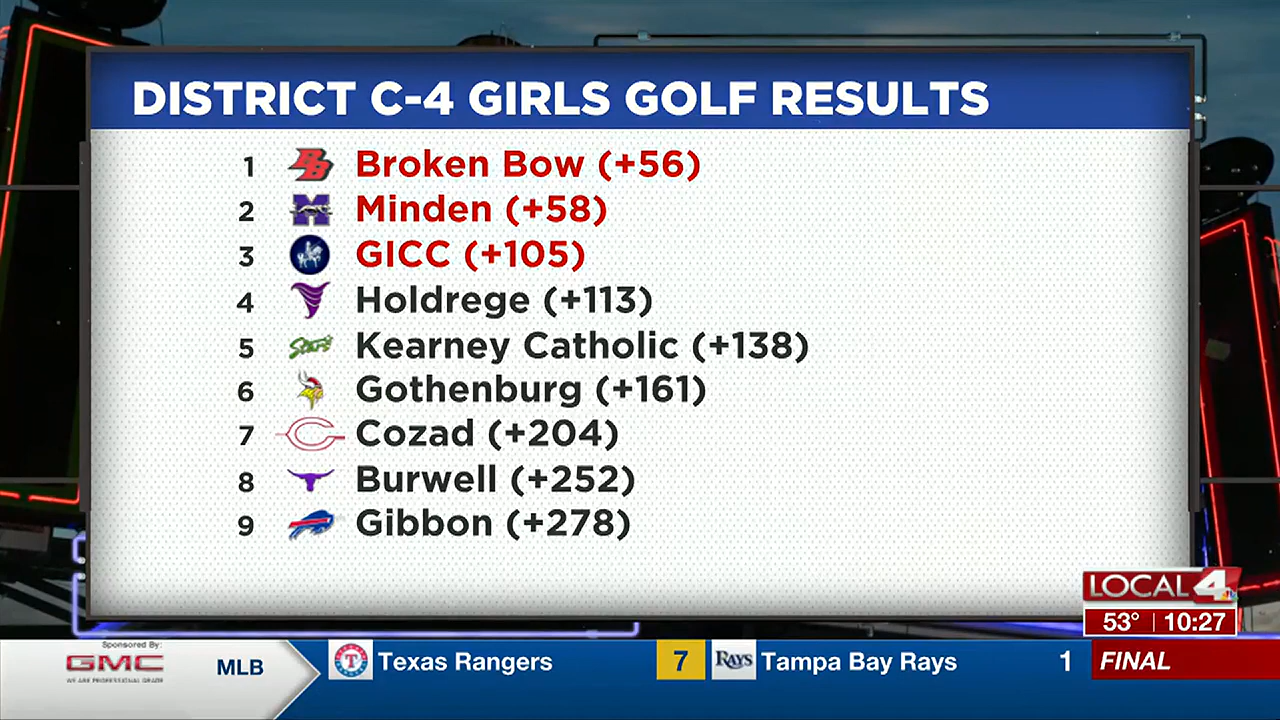 DISTRICT C-4 GIRLS GOLF RESULTS
1 BB Broken Bow (+56)
2 M Minden (+58)
3 GICC (+105)
4 Holdrege (+113)
5 Stars Kearney Catholic (+138)
6 Gothenburg (+161)
7 C Cozad (+204)
8 Burwell (+252)
9 Gibbon (+278)
LOCAL 4
53° | 10:27
Sponsored By:
GMC
WE ARE PROFESSIONAL GRADE
MLB
T Texas Rangers 7 RAYS Tampa Bay Rays 1 FINAL